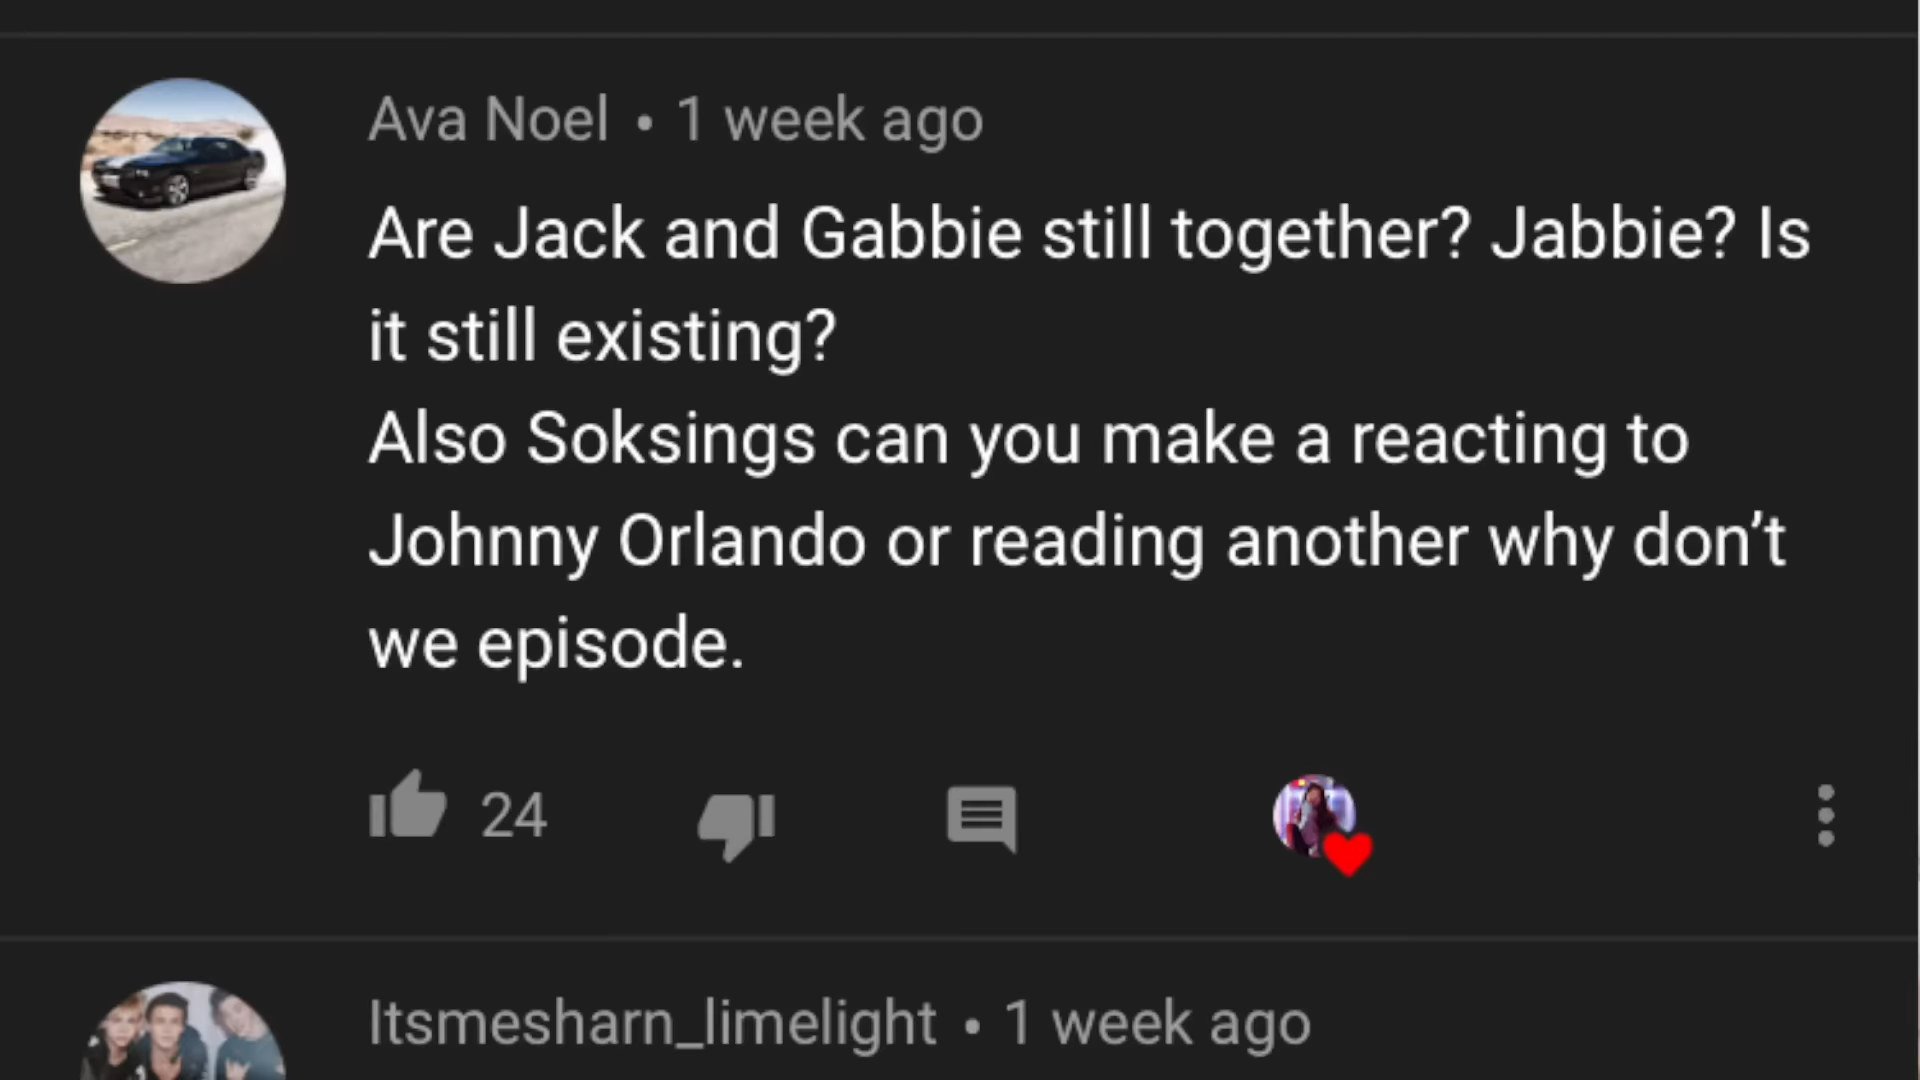 Ava Noel • 1 week ago
Are Jack and Gabbie still together? Jabbie? Is
it still existing?
Also Soksings can you make a reacting to
Johnny Orlando or reading another why don’t
we episode.
24
Itsmesharn_limelight • 1 week ago